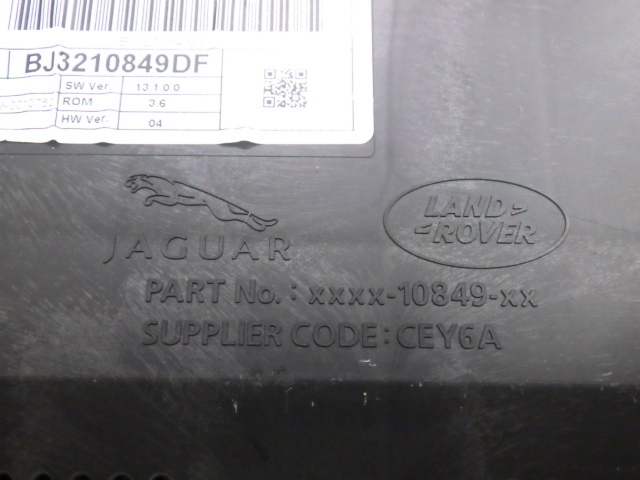 BJ3210849DF
SW Ver. 13.1.0.0
ROM 3.6
HW Ver. 04
JAGUAR
LAND
ROVER
PART No.: xxxx-10849-xx
SUPPLIER CODE: CEY6A